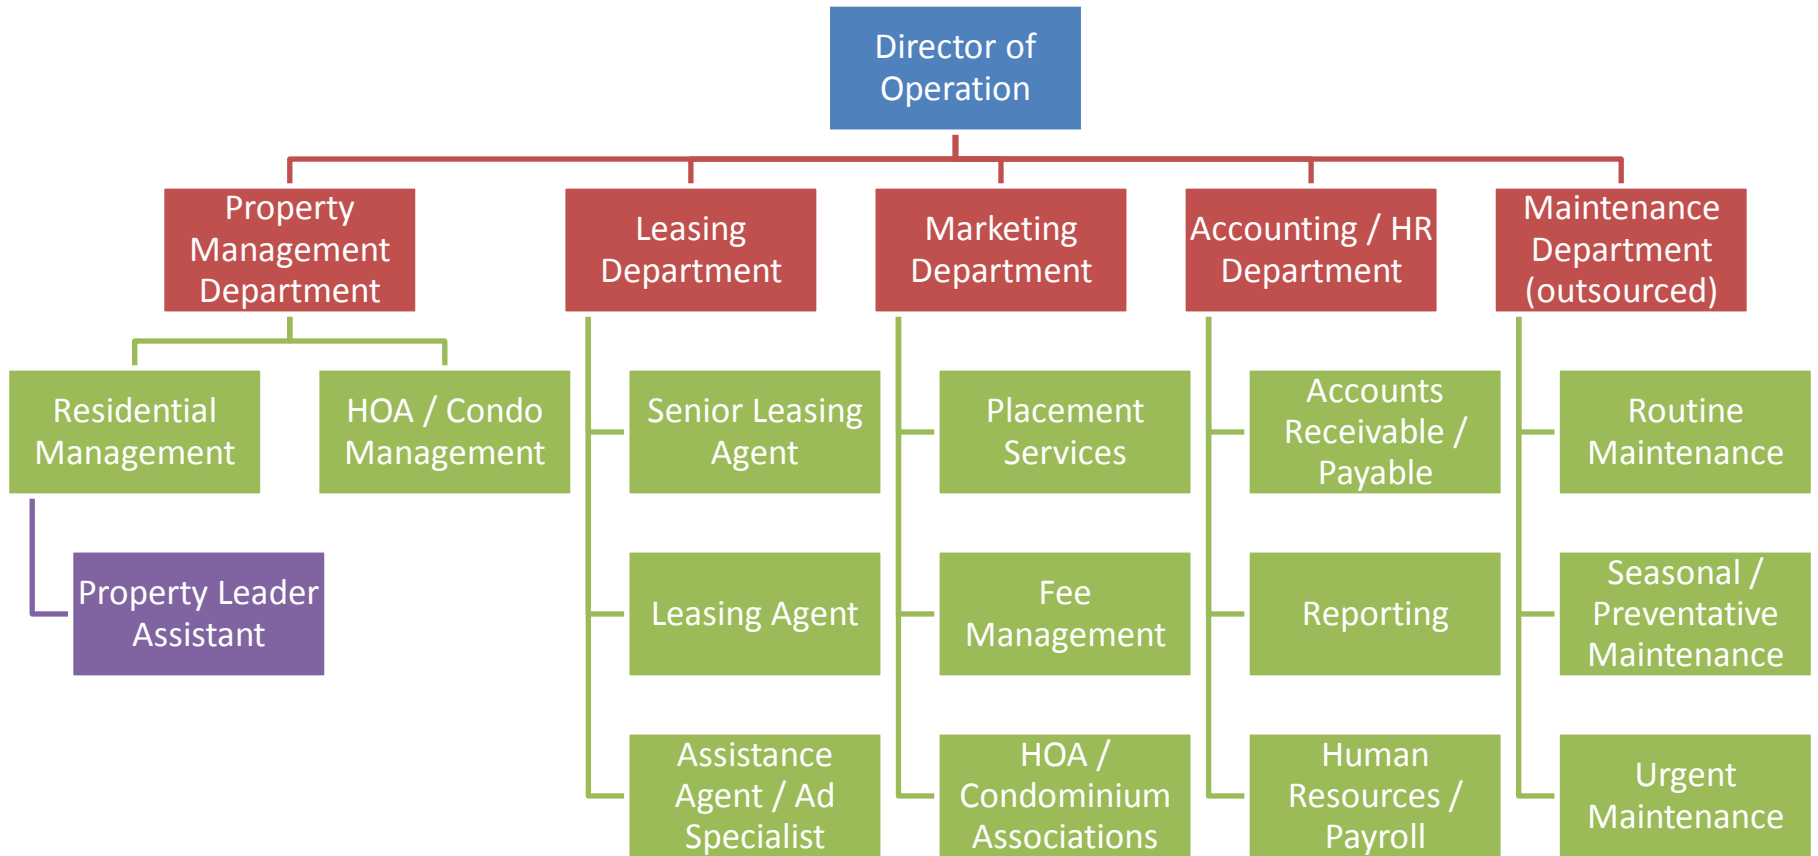 Director of
Operation
Property
Management
Department
Leasing
Department
Marketing
Department
Accounting / HR
Department
Maintenance
Department
(outsourced)
Residential
Management
HOA / Condo
Management
Senior Leasing
Agent
Placement
Services
Accounts
Receivable /
Payable
Routine
Maintenance
Property Leader
Assistant
Leasing Agent
Fee
Management
Reporting
Seasonal /
Preventative
Maintenance
Assistance
Agent / Ad
Specialist
HOA /
Condominium
Associations
Human
Resources /
Payroll
Urgent
Maintenance